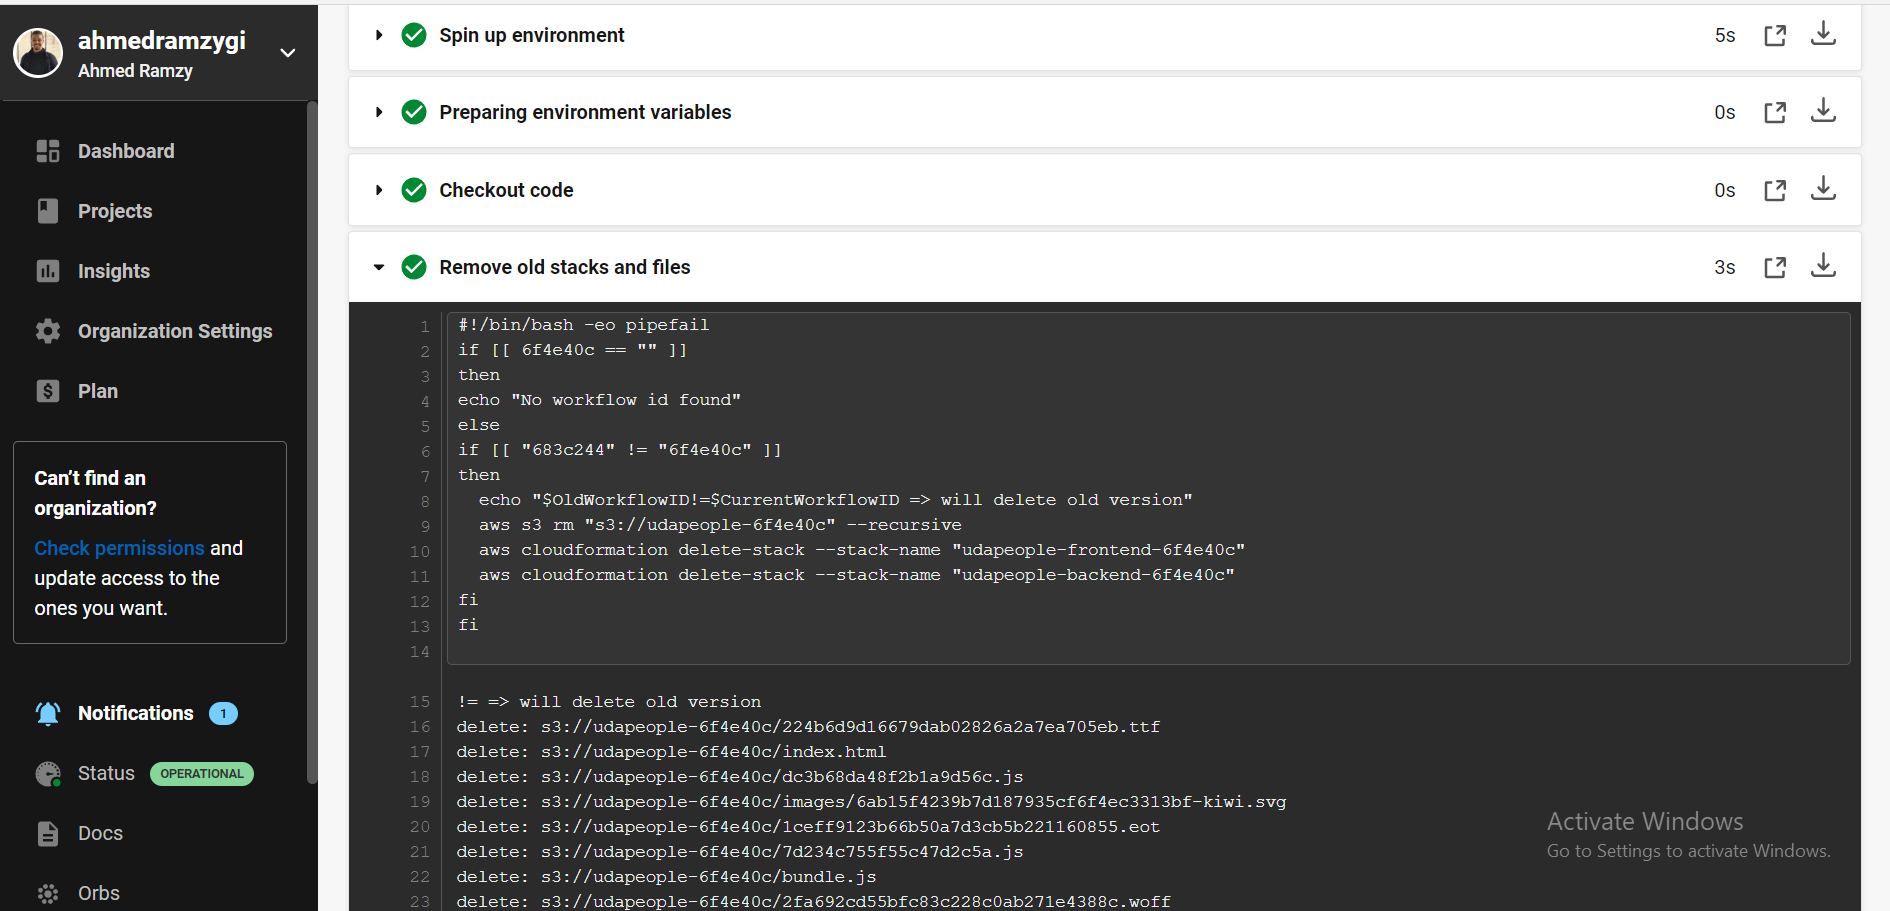 ahmedramzygi
Ahmed Ramzy
Dashboard
Projects
Insights
Organization Settings
Plan
Can't find an
organization?
Check permissions and
update access to the
ones you want.
Notifications 1
Status OPERATIONAL
Docs
Orbs
Spin up environment 5s
Preparing environment variables 0s
Checkout code 0s
Remove old stacks and files 3s
1 #!/bin/bash -eo pipefail
2 if [[ 6f4e40c == "" ]]
3 then
4 echo "No workflow id found"
5 else
6 if [[ "683c244" != "6f4e40c" ]]
7 then
8 echo "$OldWorkflowID!=$CurrentWorkflowID => will delete old version"
9 aws s3 rm "s3://udapeople-6f4e40c" --recursive
10 aws cloudformation delete-stack --stack-name "udapeople-frontend-6f4e40c"
11 aws cloudformation delete-stack --stack-name "udapeople-backend-6f4e40c"
12 fi
13 fi
14
15 != => will delete old version
16 delete: s3://udapeople-6f4e40c/224b6d9d16679dab02826a2a7ea705eb.ttf
17 delete: s3://udapeople-6f4e40c/index.html
18 delete: s3://udapeople-6f4e40c/dc3b68da48f2b1a9d56c.js
19 delete: s3://udapeople-6f4e40c/images/6ab15f4239b7d187935cf6f4ec3313bf-kiwi.svg
20 delete: s3://udapeople-6f4e40c/1ceff9123b66b50a7d3cb5b221160855.eot
21 delete: s3://udapeople-6f4e40c/7d234c755f55c47d2c5a.js
22 delete: s3://udapeople-6f4e40c/bundle.js
23 delete: s3://udapeople-6f4e40c/2fa692cd55bfc83c228c0ab271e4388c.woff
Activate Windows
Go to Settings to activate Windows.